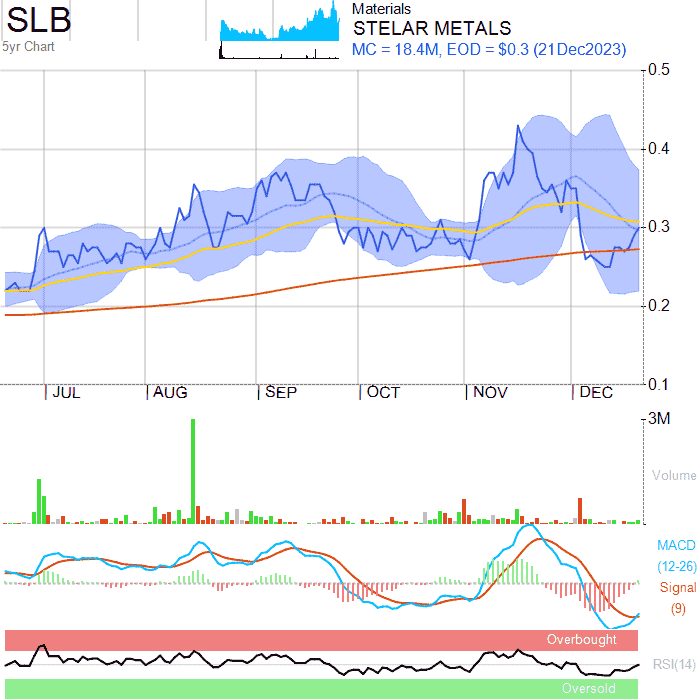 SLB
5yr Chart
Materials
STELAR METALS
MC = 18.4M, EOD = $0.3 (21Dec2023)
0.5
0.4
0.3
0.2
0.1
JUL AUG SEP OCT NOV DEC
3M
Volume
MACD
(12-26)
Signal
(9)
Overbought
RSI(14)
Oversold